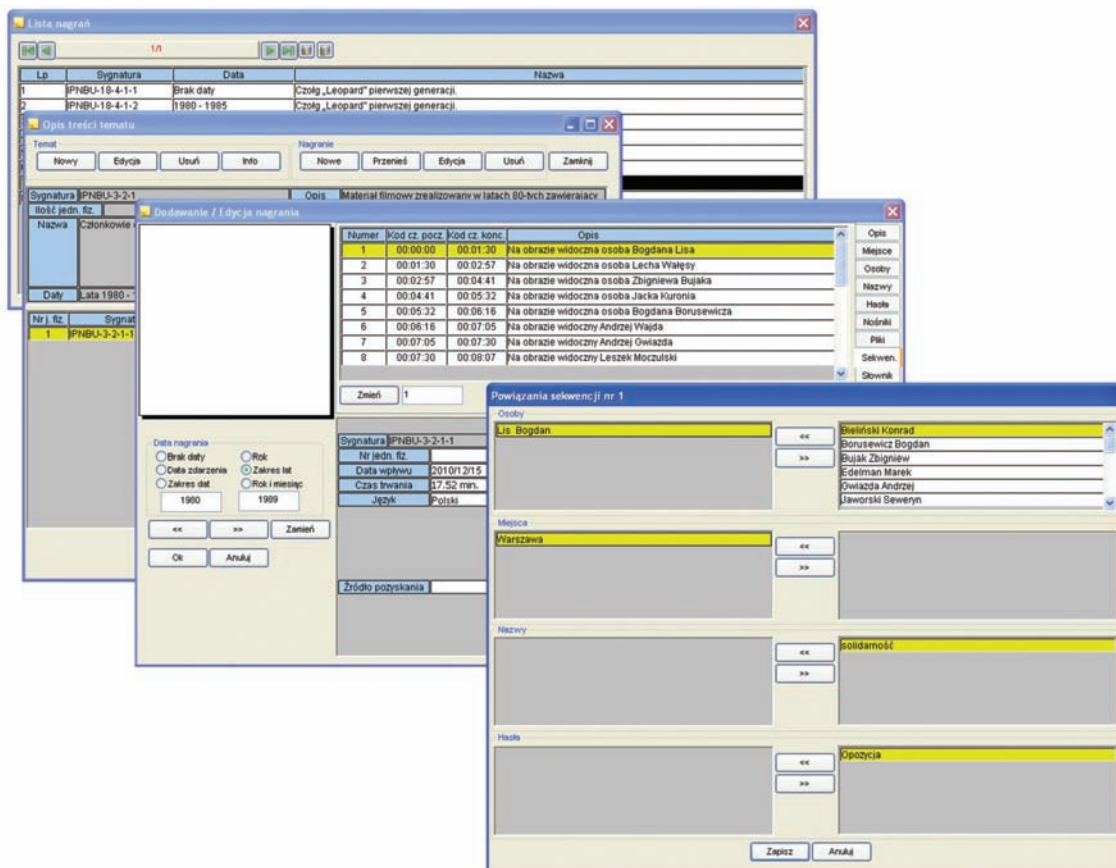 Lista nagrań
1/1
Lp Sygnatura Data Nazwa
1 IPNBU-18-4-1-1 Brak daty Czołg „Leopard" pierwszej generacji.
2 IPNBU-18-4-1-2 1980 - 1985 Czołg „Leopard" pierwszej generacji.
Opis treści tematu
Temat Nagranie
Nowy Edycja Usuń Info Nowe Przenieś Edycja Usuń Zamknij
Sygnatura IPNBU-3-2-1 Opis Materiał filmowy zrealizowany w latach 80-tych zawierający
Ilość jedn. fiz.
Nazwa Członkowie
Daty Lata 1980 -
Nr j. fiz. Sygnat
1 IPNBU-3-2-1-1
Dodawanie / Edycja nagrania
Numer Kod cz. pocz. Kod cz. konc. Opis
1 00:00:00 00:01:30 Na obrazie widoczna osoba Bogdana Lisa
2 00:01:30 00:02:57 Na obrazie widoczna osoba Lecha Wałęsy
3 00:02:57 00:04:41 Na obrazie widoczna osoba Zbigniewa Bujaka
4 00:04:41 00:05:32 Na obrazie widoczna osoba Jacka Kuronia
5 00:05:32 00:06:16 Na obrazie widoczna osoba Bogdana Borusewicza
6 00:06:16 00:07:05 Na obrazie widoczny Andrzej Wajda
7 00:07:05 00:07:30 Na obrazie widoczny Andrzej Gwiazda
8 00:07:30 00:08:07 Na obrazie widoczny Leszek Moczulski
Opis
Miejsce
Osoby
Nazwy
Hasła
Nośniki
Pliki
Sekwen.
Słownik
Zmień 1
Data nagrania
Brak daty Rok
Data zdarzenia Zakres lat
Zakres dat Rok i miesiąc
1980 1989
<< >> Zamień
Ok Anuluj
Sygnatura IPNBU-3-2-1-1
Nr jedn. fiz.
Data wpływu 2010/12/15
Czas trwania 17.52 min.
Język Polski
Źródło pozyskania
Powiązania sekwencji nr 1
Osoby
Lis Bogdan
<<
>>
Bieliński Konrad
Borusewicz Bogdan
Bujak Zbigniew
Edelman Marek
Gwiazda Andrzej
Jaworski Seweryn
Miejsca
Warszawa
<<
>>
Nazwy
<<
>>
solidarność
Hasła
<<
>>
Opozycja
Zapisz Anuluj